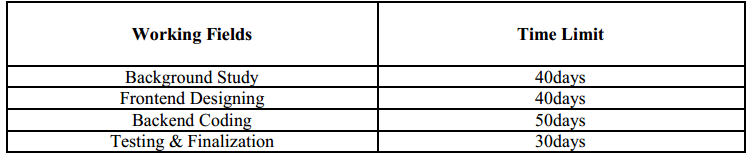 Working Fields Time Limit
Background Study 40days
Frontend Designing 40days
Backend Coding 50days
Testing & Finalization 30days